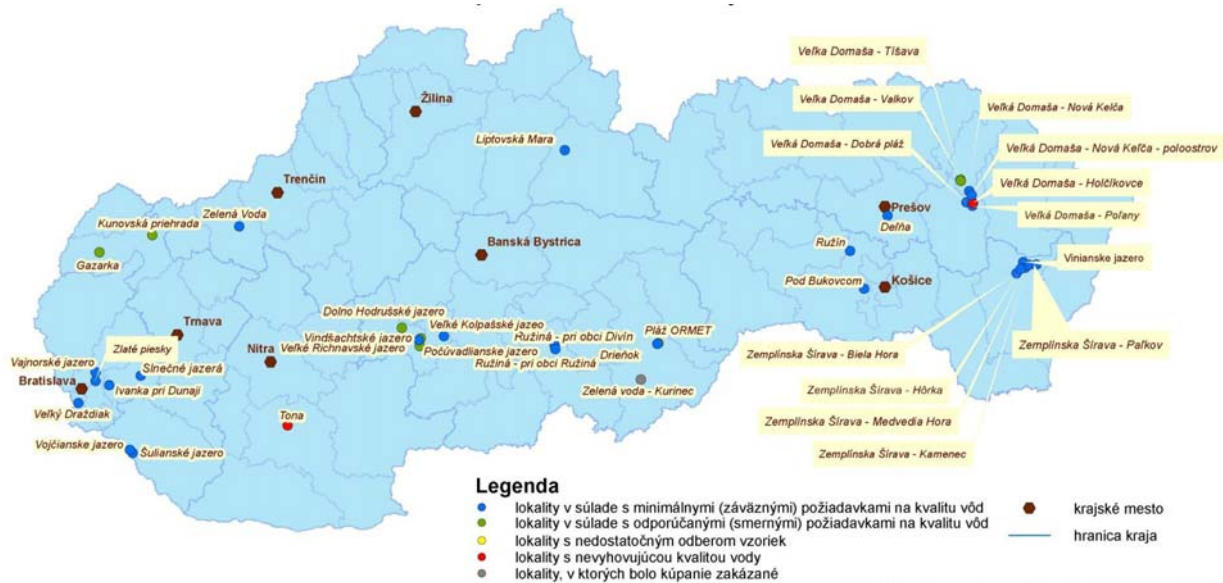 Žilina
Liptovská Mara
Trenčín
Zelená Voda
Kunovská priehrada
Gazarka
Banská Bystrica
Veľká Domaša - Tíšava
Veľká Domaša - Valkov
Veľká Domaša - Nová Kelča
Veľká Domaša - Dobrá pláž
Veľká Domaša - Nová Keľča - poloostrov
Veľká Domaša - Holčíkovce
Veľká Domaša - Poľany
Prešov
Delňa
Ružín
Pod Bukovcom
Košice
Vinianske jazero
Zemplínska Šírava - Paľkov
Zemplínska Šírava - Biela Hora
Zemplínska Šírava - Hôrka
Zemplínska Šírava - Medvedia Hora
Zemplínska Šírava - Kamenec
Trnava
Zlaté piesky
Vajnorské jazero
Slnečné jazerá
Bratislava
Ivanka pri Dunaji
Veľký Draždiak
Vojčianske jazero
Šulianské jazero
Nitra
Tona
Dolno Hodrušské jazero
Vindšachtské jazero
Veľké Richnavské jazero
Veľké Kolpašské jazeo
Počúvadlianske jazero
Ružiná - pri obci Divín
Ružiná - pri obci Ružiná
Drieňok
Pláž ORMET
Zelená voda - Kurinec
Legenda
lokality v súlade s minimálnymi (záväznými) požiadavkami na kvalitu vôd
lokality v súlade s odporúčanými (smernými) požiadavkami na kvalitu vôd
lokality s nedostatočným odberom vzoriek
lokality s nevyhovujúcou kvalitou vody
lokality, v ktorých bolo kúpanie zakázané
krajské mesto
hranica kraja